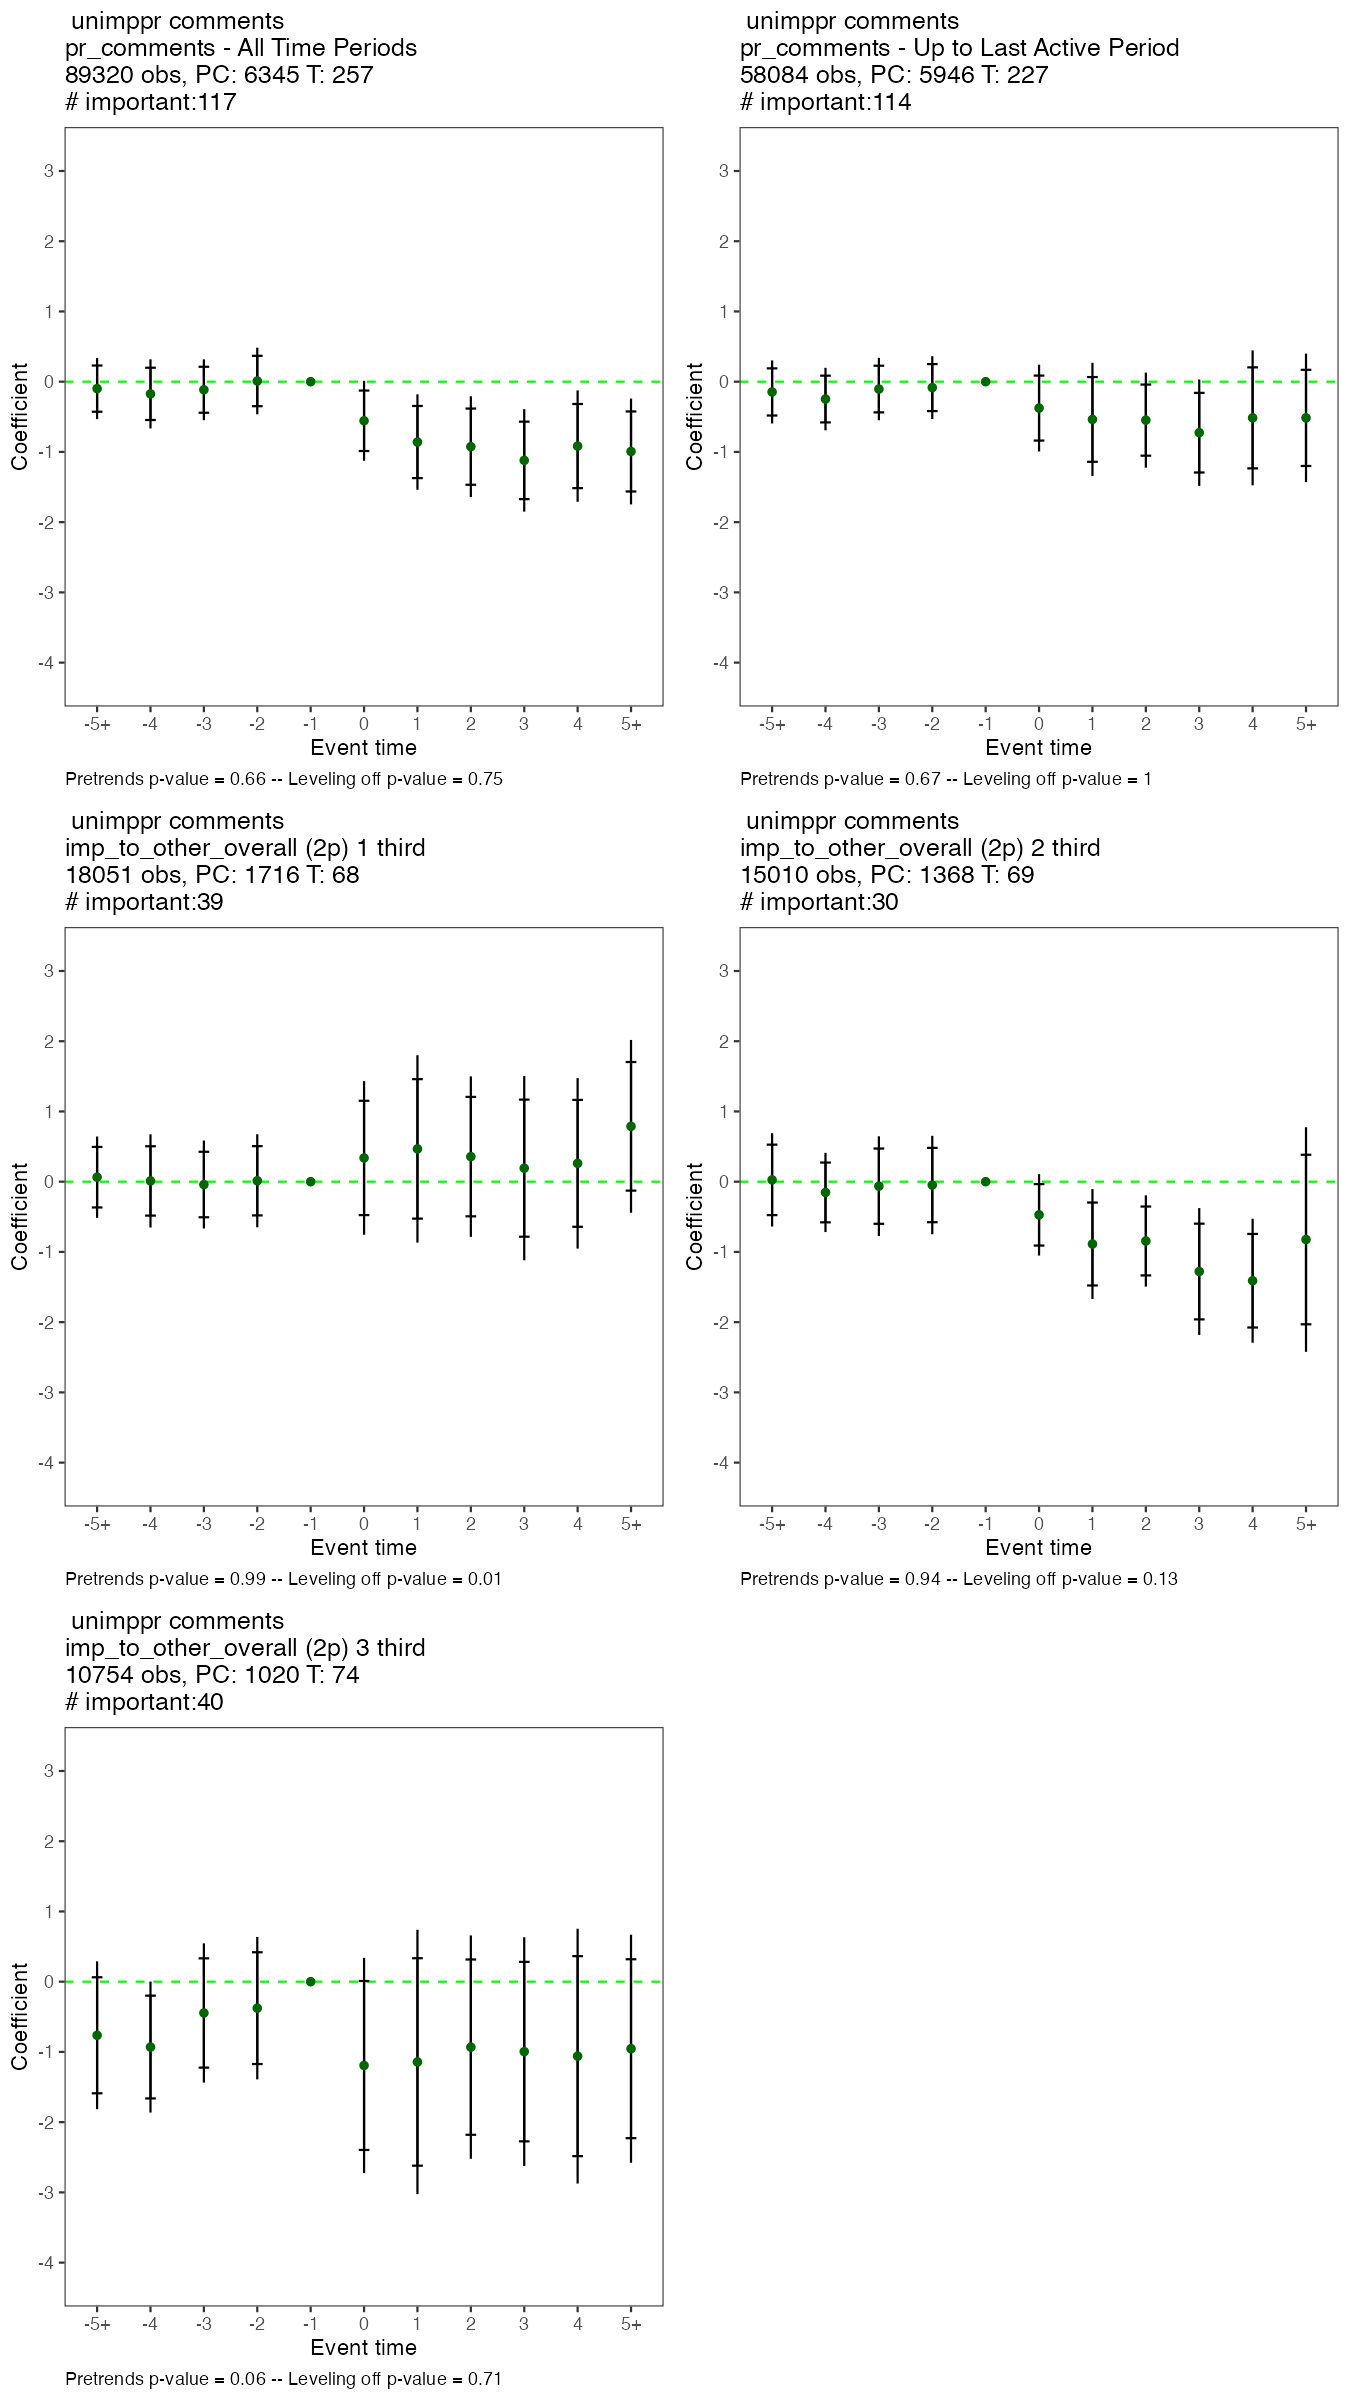 unimppr comments
pr_comments - All Time Periods
89320 obs, PC: 6345 T: 257
# important:117
3
2
1
0
-1
-2
-3
-4
Coefficient
-5+ -4 -3 -2 -1 0 1 2 3 4 5+
Event time
Pretrends p-value = 0.66 -- Leveling off p-value = 0.75
unimppr comments
pr_comments - Up to Last Active Period
58084 obs, PC: 5946 T: 227
# important:114
3
2
1
0
-1
-2
-3
-4
Coefficient
-5+ -4 -3 -2 -1 0 1 2 3 4 5+
Event time
Pretrends p-value = 0.67 -- Leveling off p-value = 1
unimppr comments
imp_to_other_overall (2p) 1 third
18051 obs, PC: 1716 T: 68
# important:39
3
2
1
0
-1
-2
-3
-4
Coefficient
-5+ -4 -3 -2 -1 0 1 2 3 4 5+
Event time
Pretrends p-value = 0.99 -- Leveling off p-value = 0.01
unimppr comments
imp_to_other_overall (2p) 2 third
15010 obs, PC: 1368 T: 69
# important:30
3
2
1
0
-1
-2
-3
-4
Coefficient
-5+ -4 -3 -2 -1 0 1 2 3 4 5+
Event time
Pretrends p-value = 0.94 -- Leveling off p-value = 0.13
unimppr comments
imp_to_other_overall (2p) 3 third
10754 obs, PC: 1020 T: 74
# important:40
3
2
1
0
-1
-2
-3
-4
Coefficient
-5+ -4 -3 -2 -1 0 1 2 3 4 5+
Event time
Pretrends p-value = 0.06 -- Leveling off p-value = 0.71